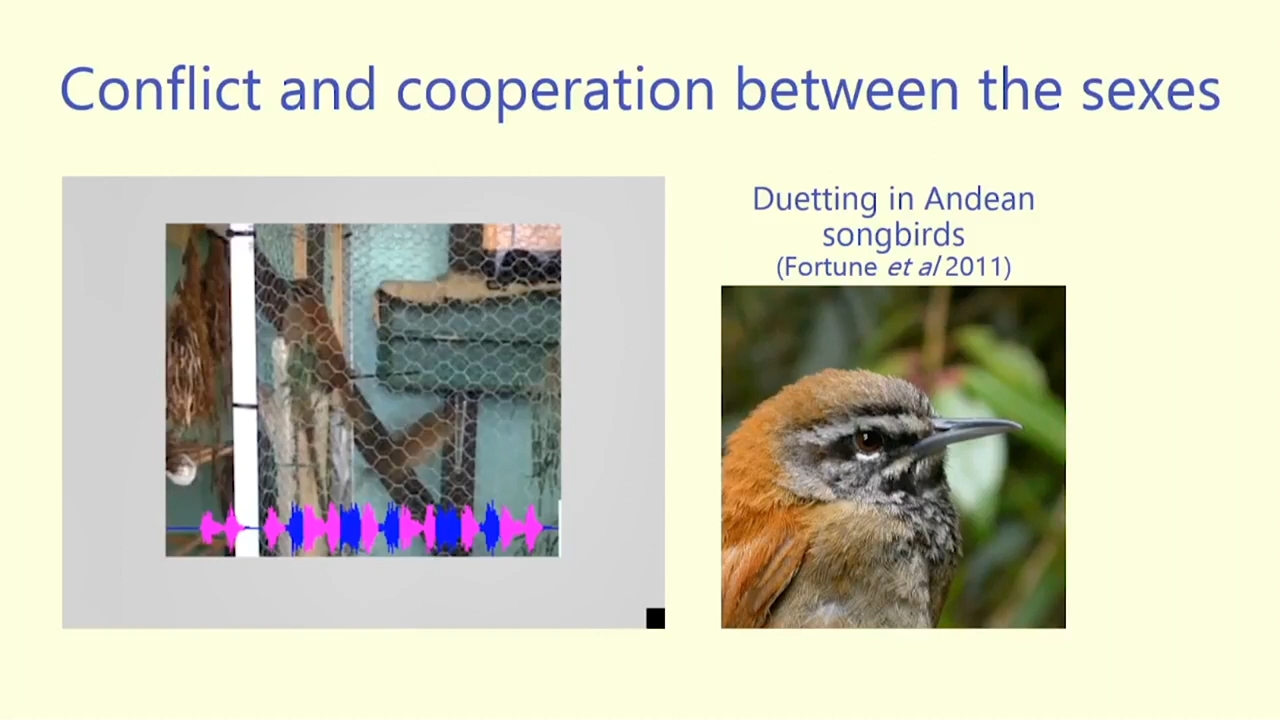 Conflict and cooperation between the sexes
Duetting in Andean
songbirds
(Fortune et al 2011)